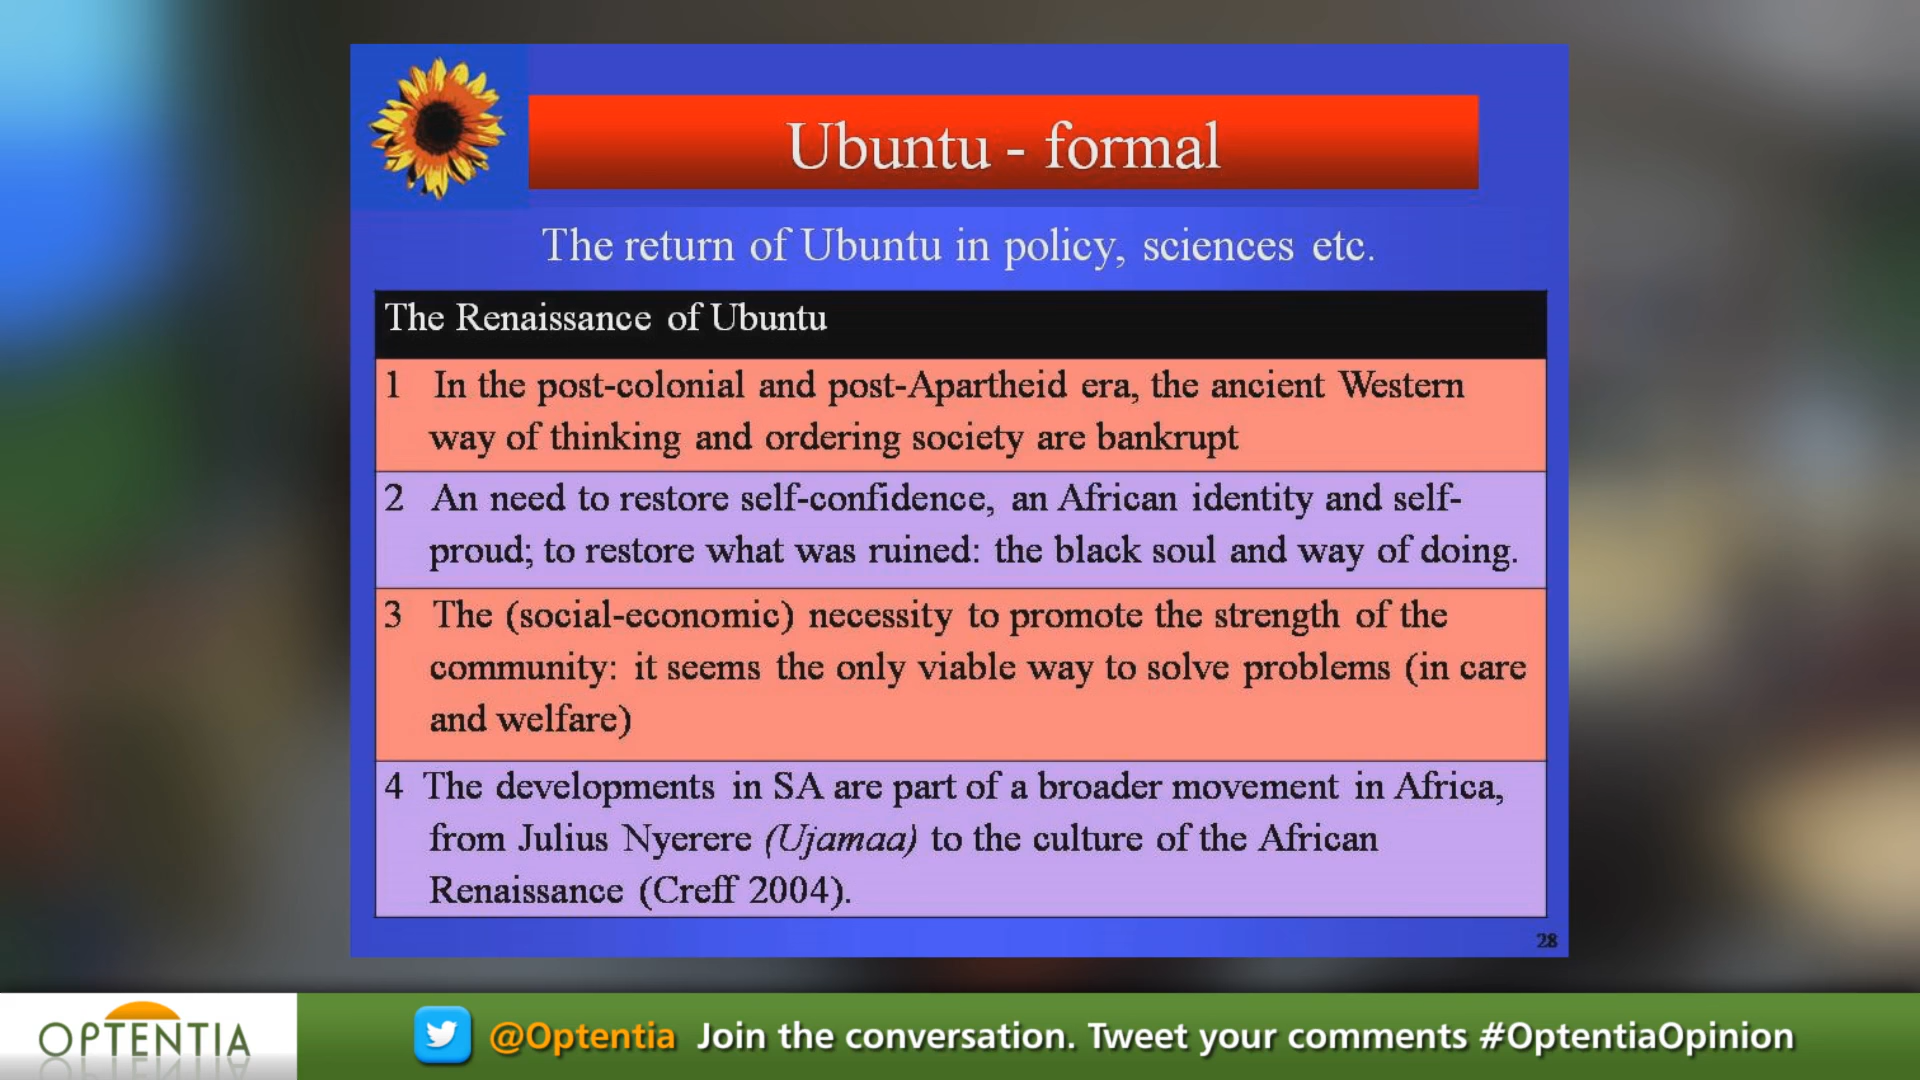 Ubuntu - formal
The return of Ubuntu in policy, sciences etc.
The Renaissance of Ubuntu
1 In the post-colonial and post-Apartheid era, the ancient Western
way of thinking and ordering society are bankrupt
2 An need to restore self-confidence, an African identity and self-
proud; to restore what was ruined: the black soul and way of doing.
3 The (social-economic) necessity to promote the strength of the
community: it seems the only viable way to solve problems (in care
and welfare)
4 The developments in SA are part of a broader movement in Africa,
from Julius Nyerere (Ujamaa) to the culture of the African
Renaissance (Creff 2004).
28
OPTENTIA
@Optentia Join the conversation. Tweet your comments #OptentiaOpinion